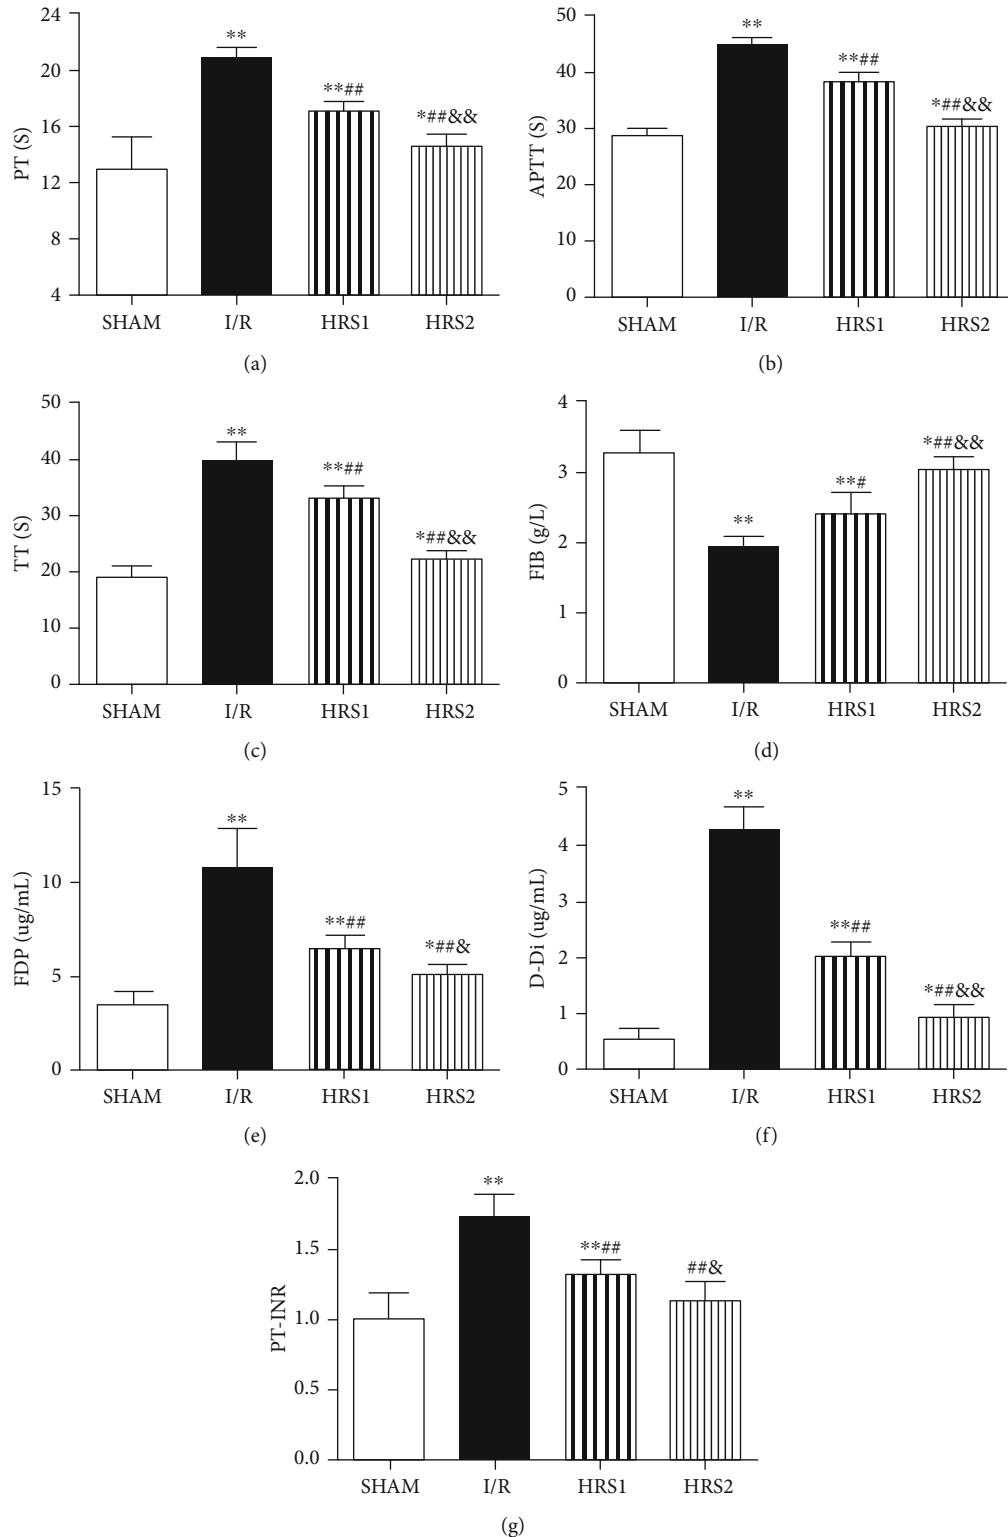 PT (S)
24
20
16
12
8
4
**
**##
*##&&
SHAM I/R HRS1 HRS2
(a)
APTT (S)
50
40
30
20
10
0
**
**##
*##&&
SHAM I/R HRS1 HRS2
(b)
TT (S)
50
40
30
20
10
0
**
**##
*##&&
SHAM I/R HRS1 HRS2
(c)
FIB (g/L)
4
3
2
1
0
**
**#
*##&&
SHAM I/R HRS1 HRS2
(d)
FDP (ug/mL)
15
10
5
0
**
**##
*##&
SHAM I/R HRS1 HRS2
(e)
D-Di (ug/mL)
5
4
3
2
1
0
**
**##
*##&&
SHAM I/R HRS1 HRS2
(f)
PT-INR
2.0
1.5
1.0
0.5
0.0
**
**##
##&
SHAM I/R HRS1 HRS2
(g)